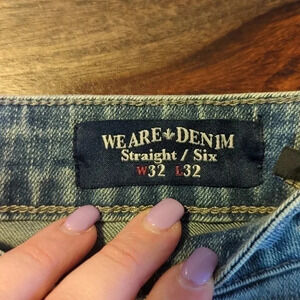 WE ARE⚜DENIM
Straight / Six
W32 L32